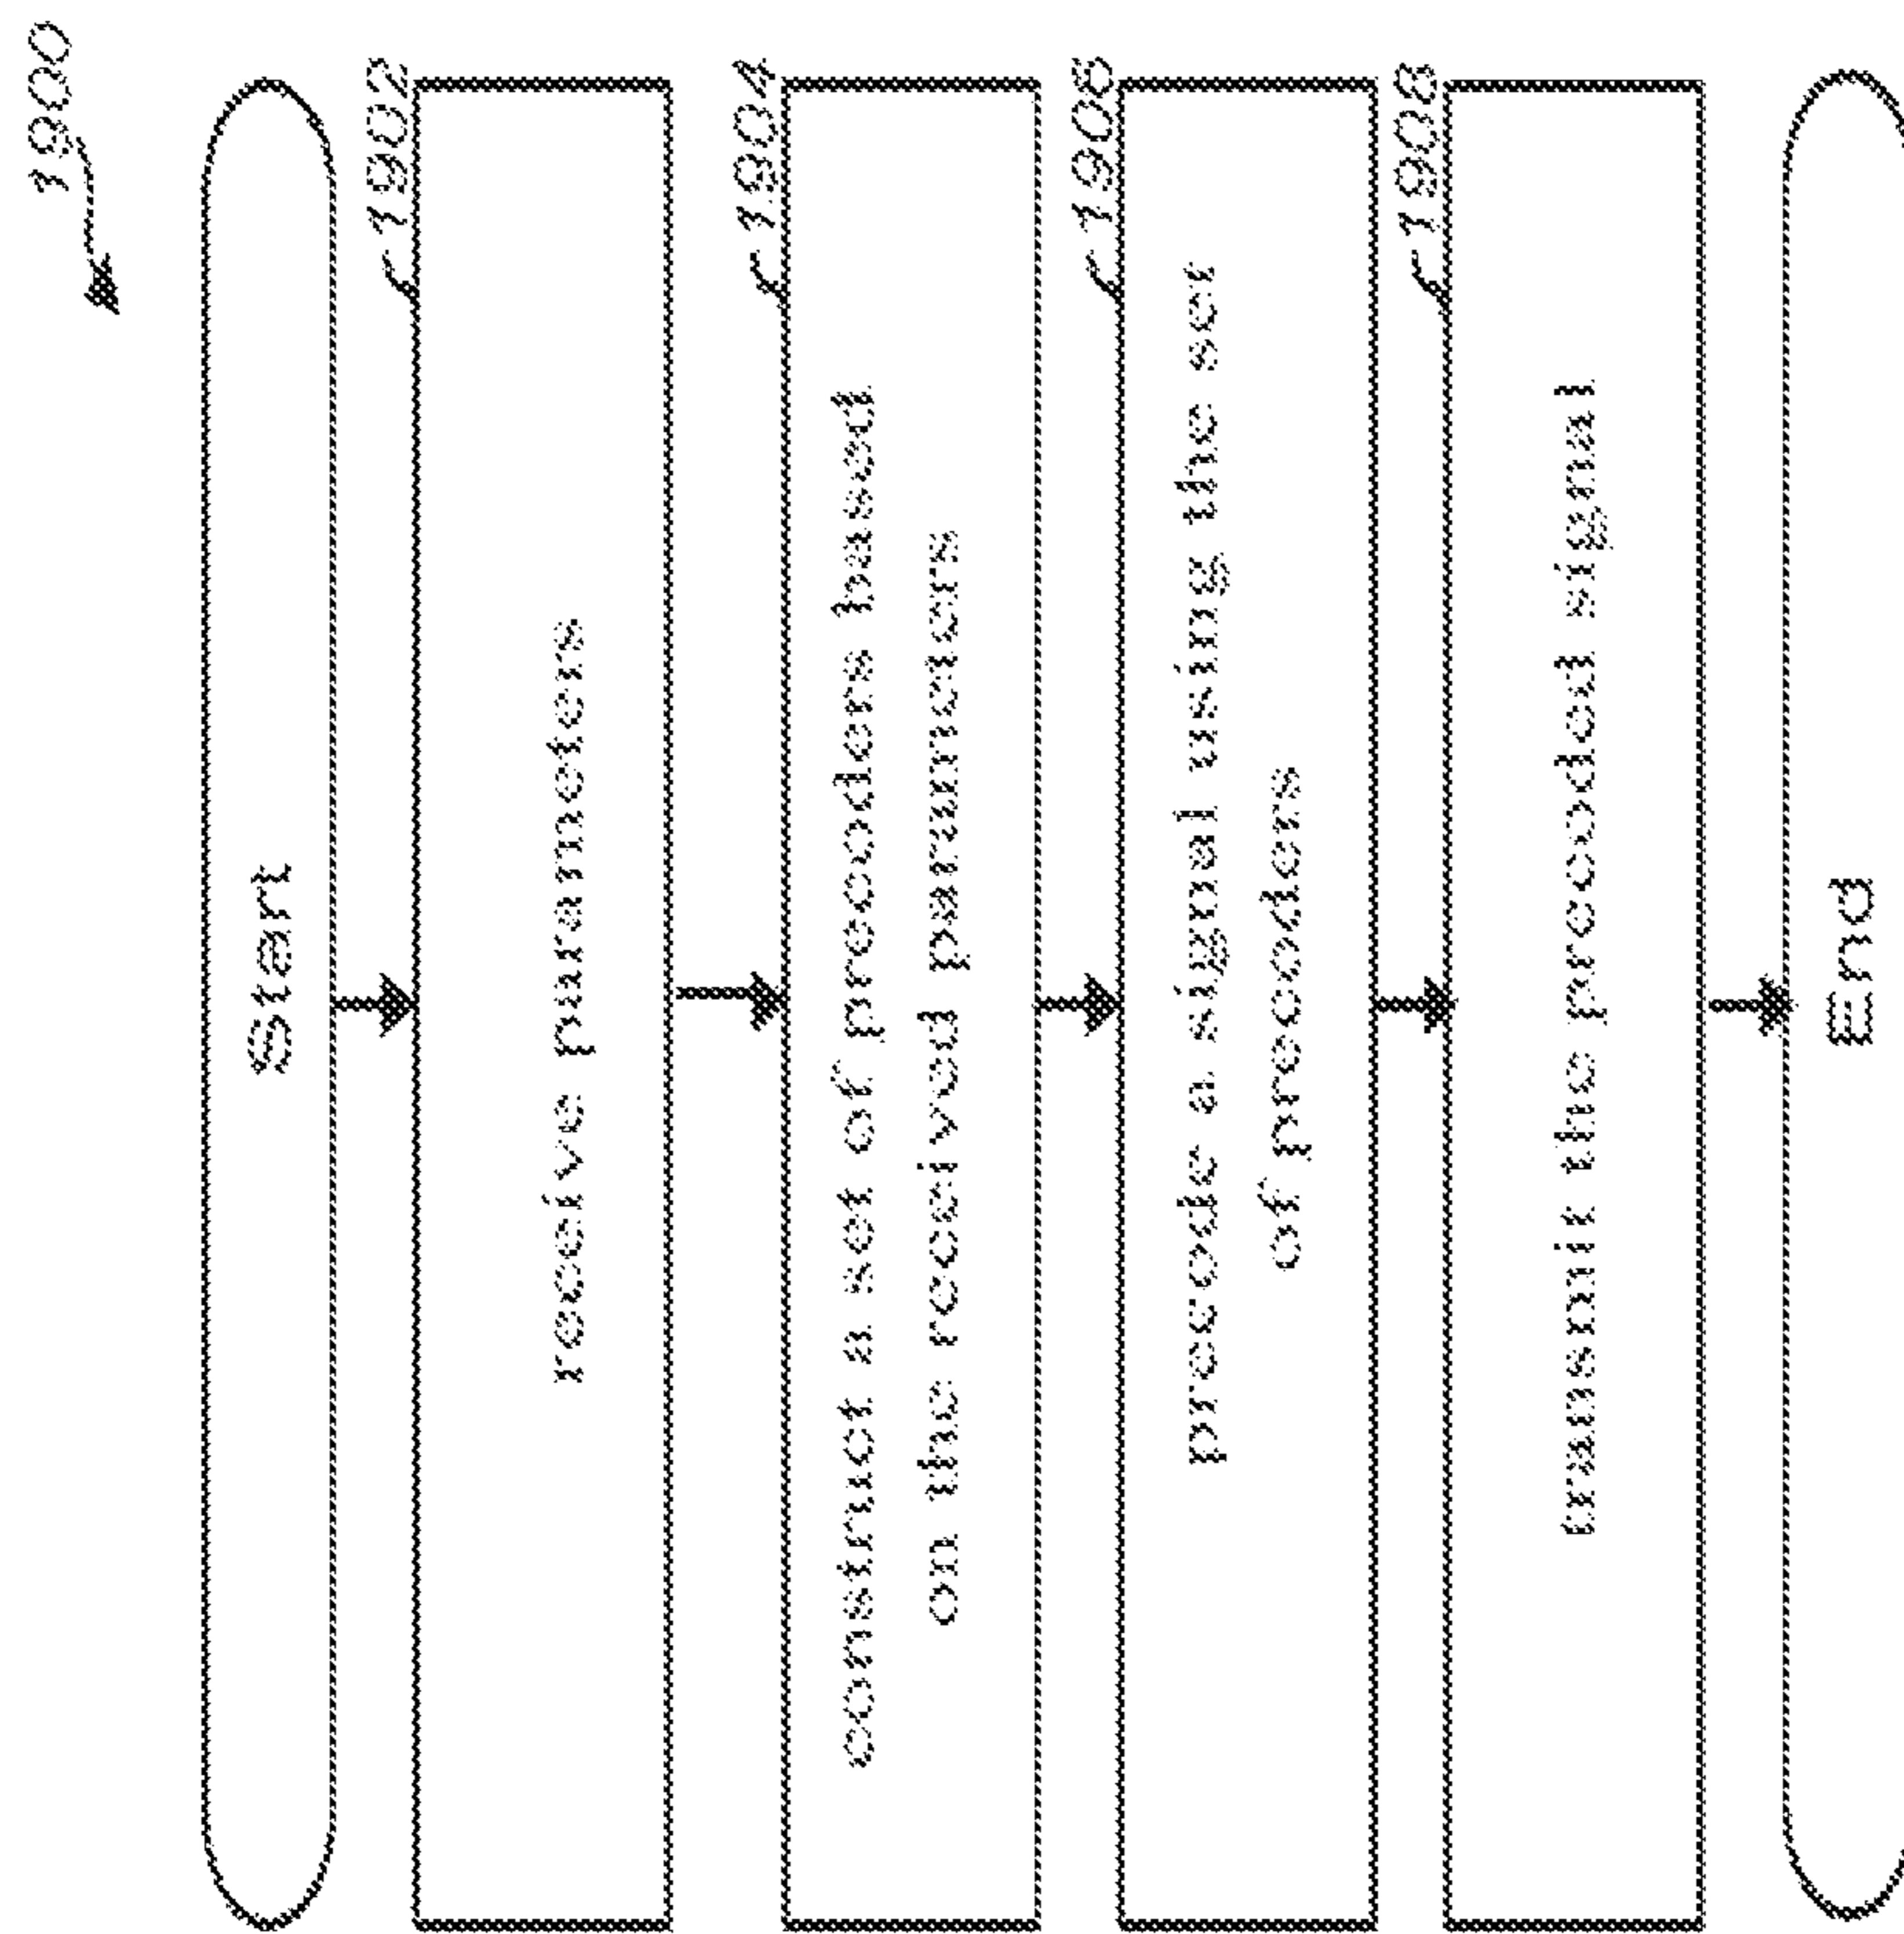 1900
Start
1902
receive parameters
1904
construct a set of precoders based
on the received parameters
1906
precode a signal using the set
of precoders
1908
transmit the precoded signal
End